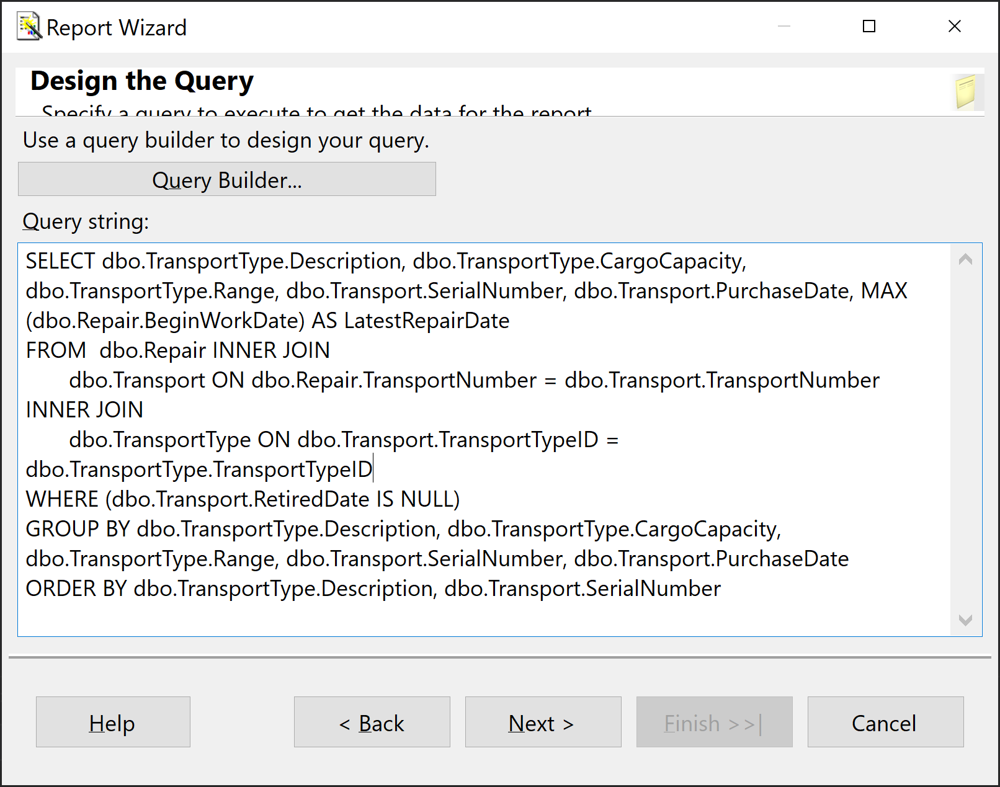 Report Wizard
Design the Query
Specify a query to execute to get the data for the report
Use a query builder to design your query.
Query Builder...
Query string:
SELECT dbo.TransportType.Description, dbo.TransportType.CargoCapacity,
dbo.TransportType.Range, dbo.Transport.SerialNumber, dbo.Transport.PurchaseDate, MAX
(dbo.Repair.BeginWorkDate) AS LatestRepairDate
FROM  dbo.Repair INNER JOIN
dbo.Transport ON dbo.Repair.TransportNumber = dbo.Transport.TransportNumber
INNER JOIN
dbo.TransportType ON dbo.Transport.TransportTypeID =
dbo.TransportType.TransportTypeID
WHERE (dbo.Transport.RetiredDate IS NULL)
GROUP BY dbo.TransportType.Description, dbo.TransportType.CargoCapacity,
dbo.TransportType.Range, dbo.Transport.SerialNumber, dbo.Transport.PurchaseDate
ORDER BY dbo.TransportType.Description, dbo.Transport.SerialNumber
Help
< Back
Next >
Finish >>|
Cancel